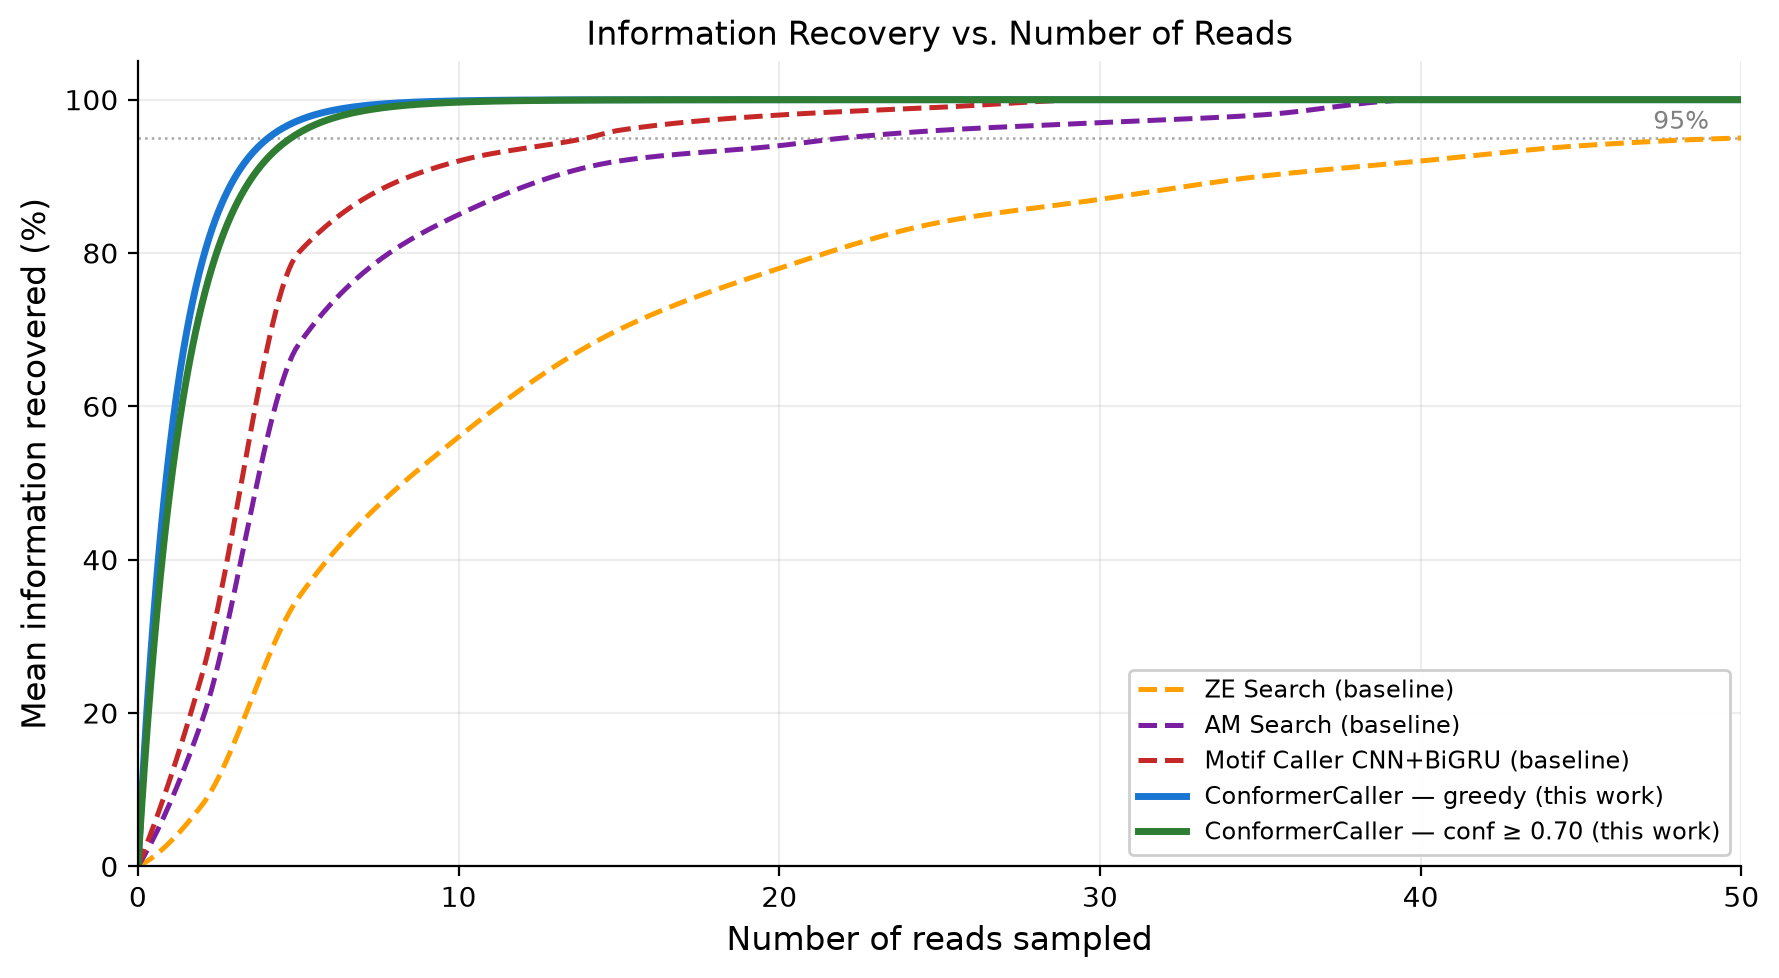 Information Recovery vs. Number of Reads
Mean information recovered (%)
100
80
60
40
20
0
95%
ZE Search (baseline)
AM Search (baseline)
Motif Caller CNN+BiGRU (baseline)
ConformerCaller — greedy (this work)
ConformerCaller — conf ≥ 0.70 (this work)
0 10 20 30 40 50
Number of reads sampled